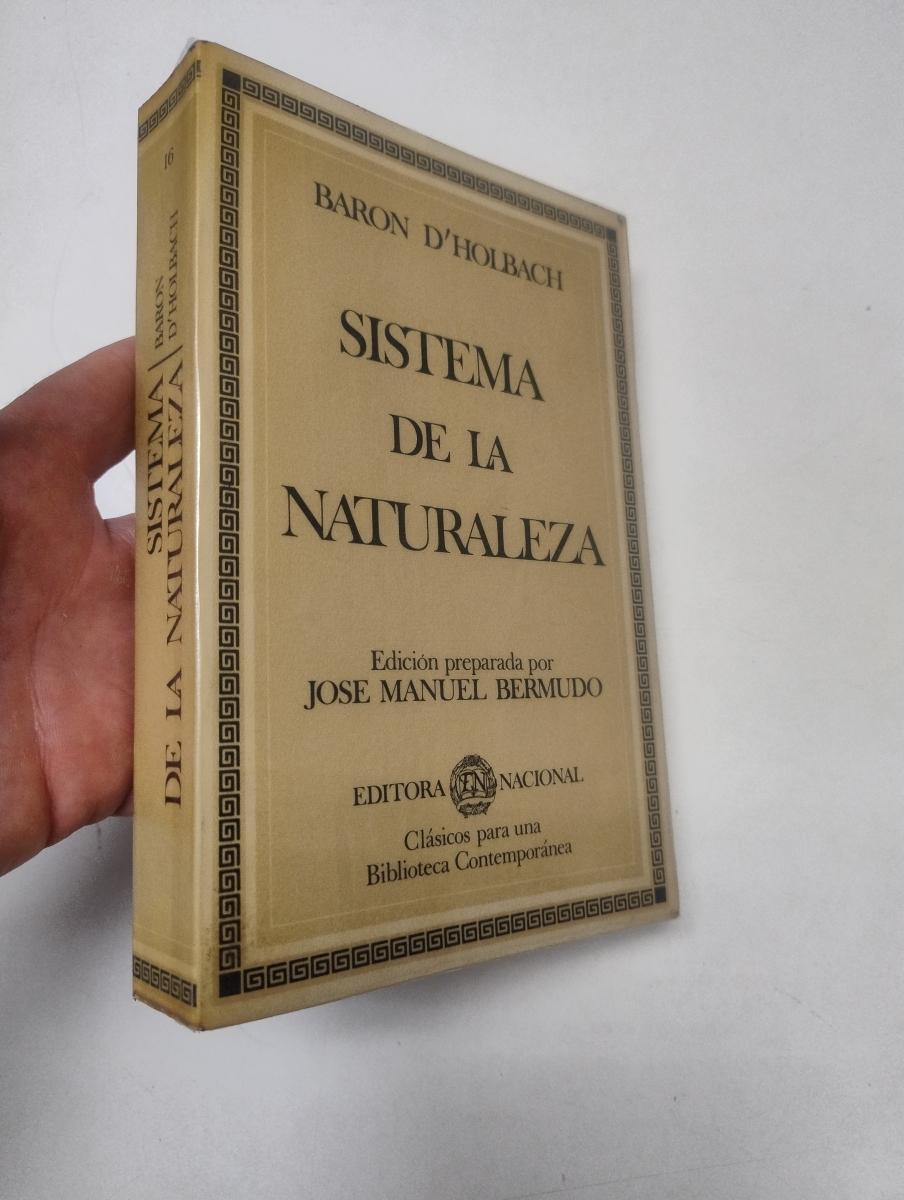 BARON D'HOLBACH
SISTEMA
DE LA
NATURALEZA
Edición preparada por
JOSE MANUEL BERMUDO
EDITORA EN NACIONAL
Clásicos para una
Biblioteca Contemporánea
16
SISTEMA
DE LA NATURALEZA
BARON
D'HOLBACH